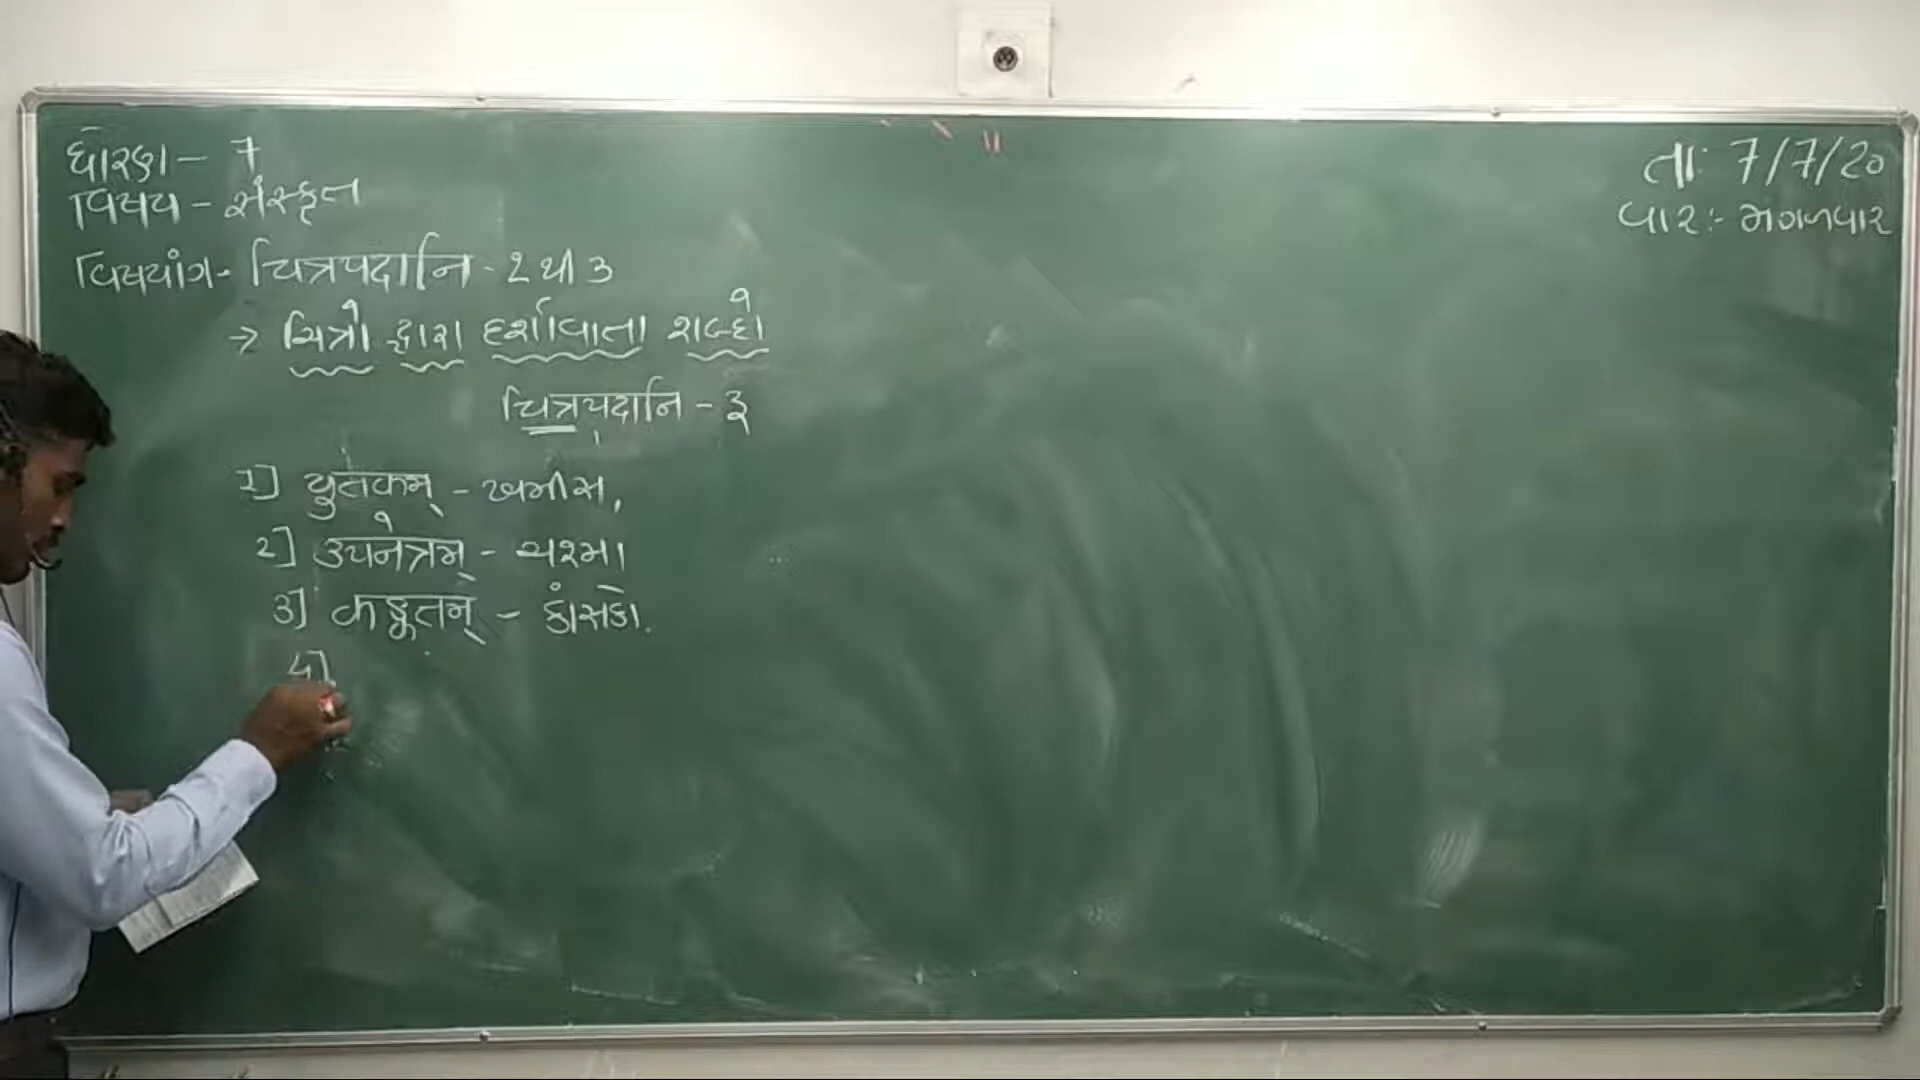 ધોરણ - 7
તા: 7/7/20
વિષય - સંસ્કૃત
વાર:- મંગળવાર
વિષયાંગ - चित्रपदानि - 2 થી 3
→ ચિત્રો દ્વારા દર્શાવાતા શબ્દો
चित्रपदानि - ३
1] युतकम् - ખમીસ,
2] उपनेत्रम् - ચશ્મા
3] कङ्कतम् - કાંસકો.
4]